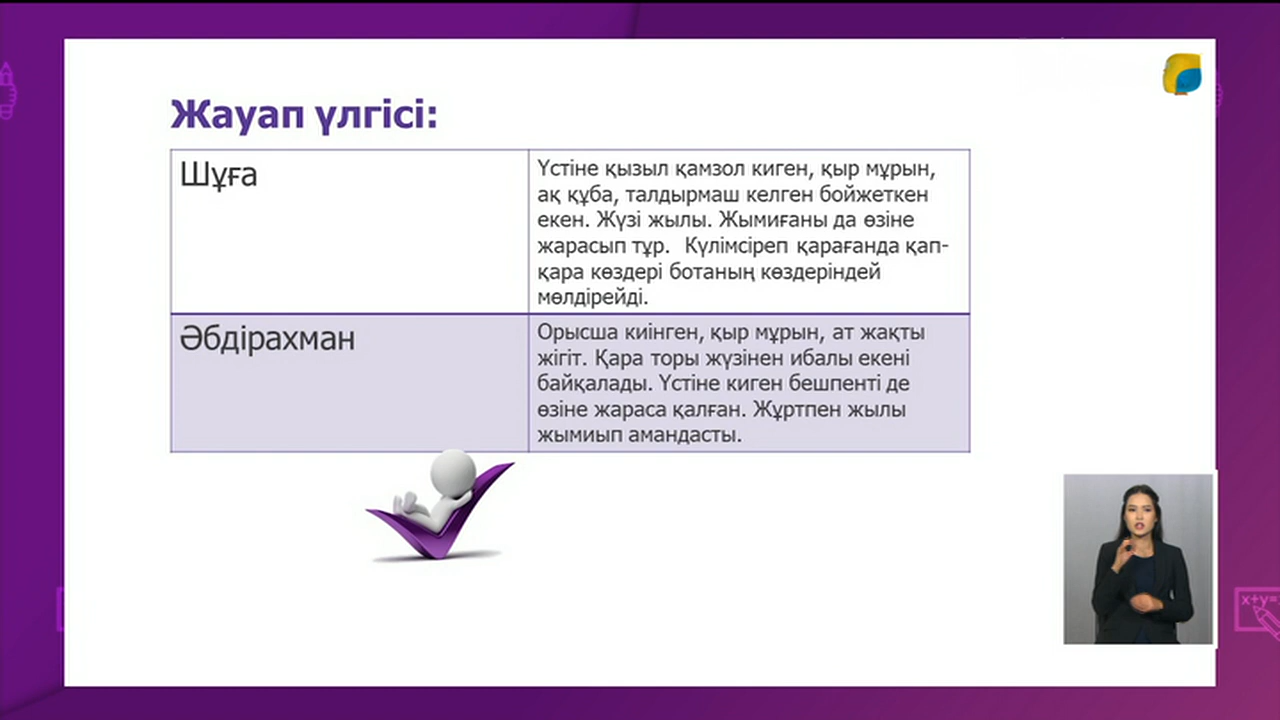 Жауап үлгісі:
Шұға
Үстіне қызыл қамзол киген, қыр мұрын,
ақ құба, талдырмаш келген бойжеткен
екен. Жүзі жылы. Жымиғаны да өзіне
жарасып тұр. Күлімсіреп қарағанда қап-
қара көздері ботаның көздеріндей
мөлдірейді.
Әбдірахман
Орысша киінген, қыр мұрын, ат жақты
жігіт. Қара торы жүзінен ибалы екені
байқалады. Үстіне киген бешпенті де
өзіне жараса қалған. Жұртпен жылы
жымиып амандасты.
x+y=